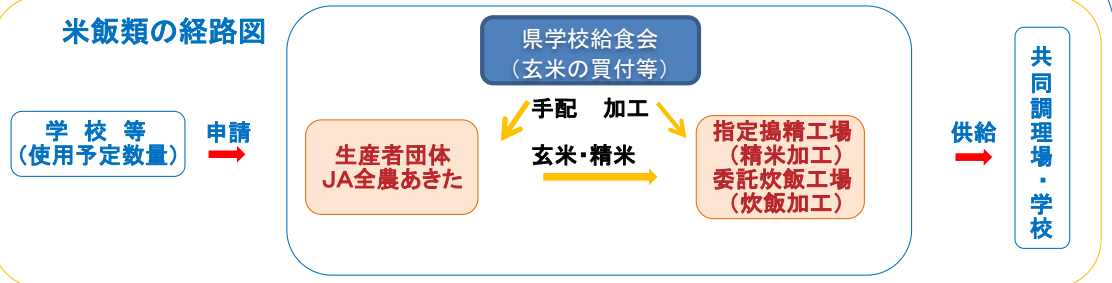 米飯類の経路図
県学校給食会
（玄米の買付等）
学 校 等
（使用予定数量）
申請
手配　加工
生産者団体
ＪＡ全農あきた
玄米・精米
指定搗精工場
（精米加工）
委託炊飯工場
（炊飯加工）
供給
共同調理場・学校